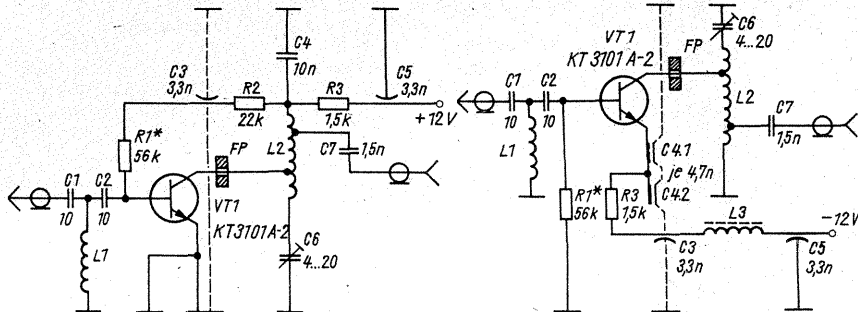 C3
3,3n
C4
10n
R2
22k
R3
1,5k
C5
3,3n
+12V
R1*
56k
FP
L2
C7
1,5n
C1
10
C2
10
VT1
KT3101A-2
L1
C6
4...20
VT1
KT3101A-2
FP
C6
4...20
C1
10
C2
10
L1
L2
C7
1,5n
C4.1
je 4,7n
C4.2
R1*
56k
R3
1,5k
L3
-12V
C3
3,3n
C5
3,3n